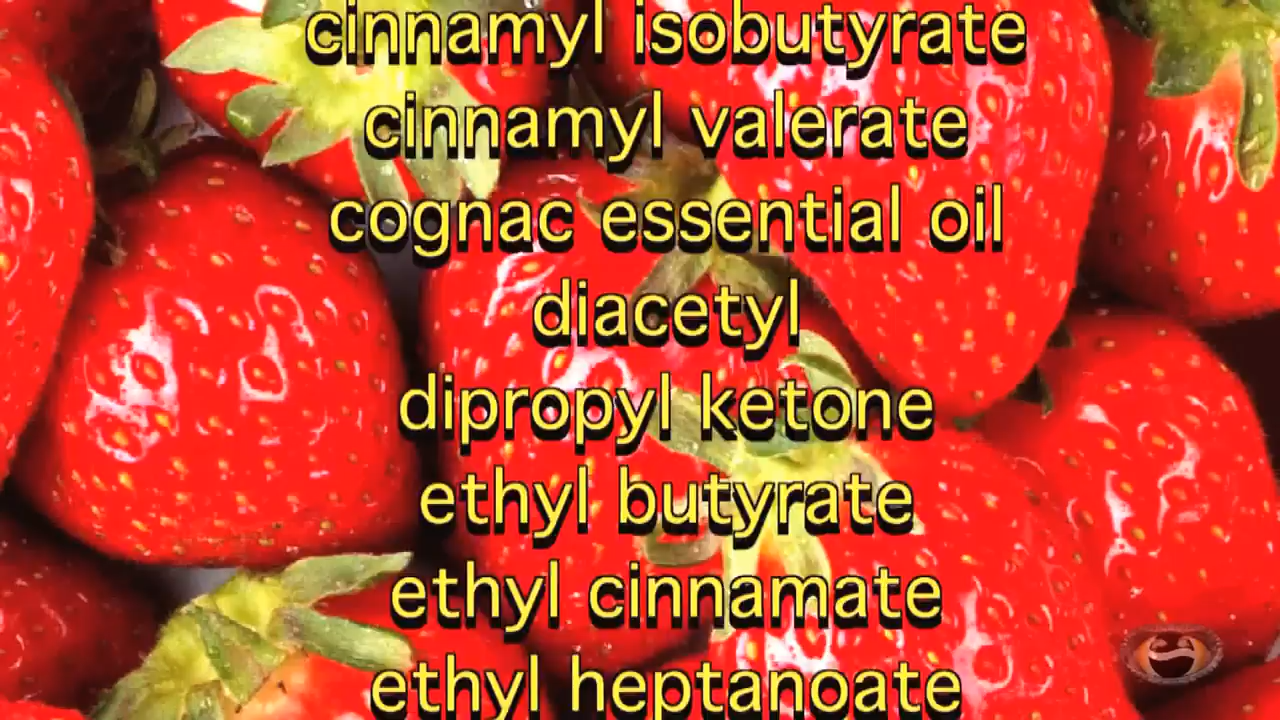 cinnamyl isobutyrate
cinnamyl valerate
cognac essential oil
diacetyl
dipropyl ketone
ethyl butyrate
ethyl cinnamate
ethyl heptanoate